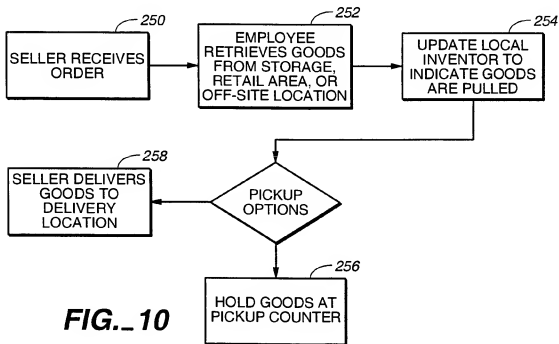 250
SELLER RECEIVES
ORDER
252
EMPLOYEE
RETRIEVES GOODS
FROM STORAGE,
RETAIL AREA, OR
OFF-SITE LOCATION
254
UPDATE LOCAL
INVENTOR TO
INDICATE GOODS
ARE PULLED
258
SELLER DELIVERS
GOODS TO
DELIVERY
LOCATION
PICKUP
OPTIONS
256
HOLD GOODS AT
PICKUP COUNTER
FIG._10